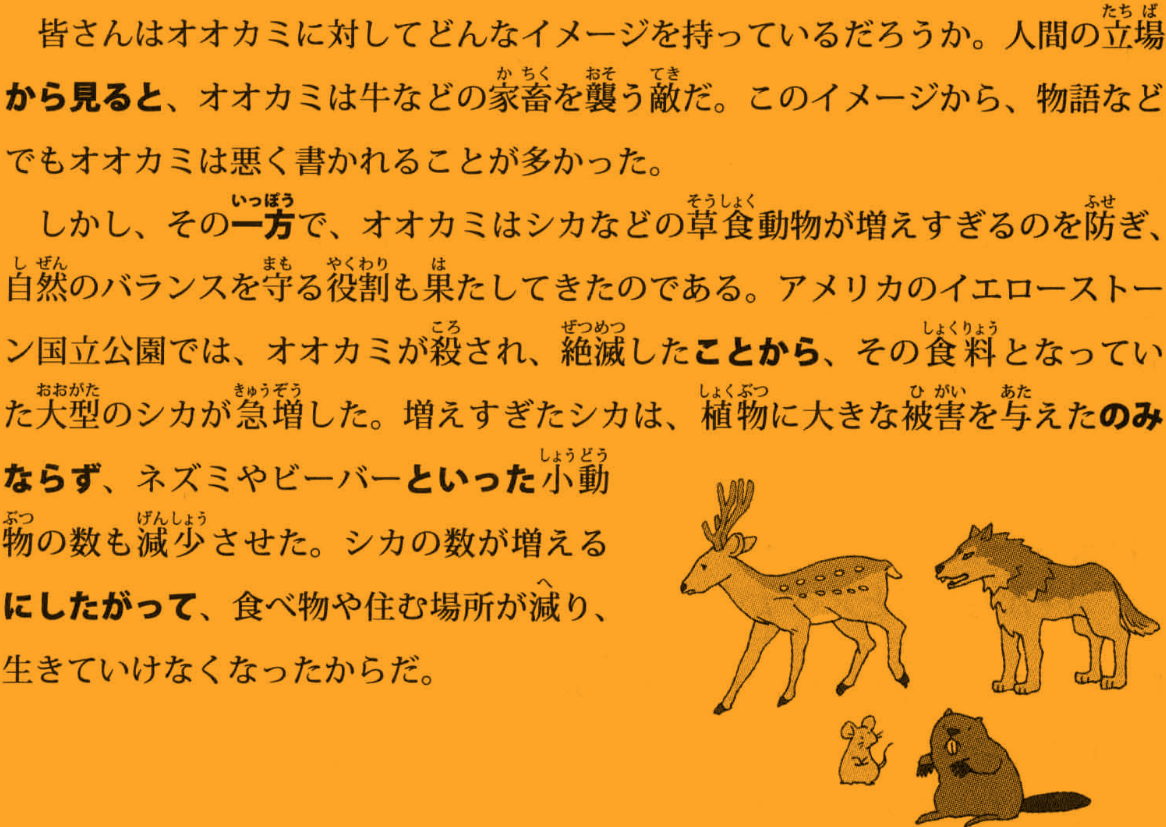 皆さんはオオカミに対してどんなイメージを持っているだろうか。人間の立場
から見ると、オオカミは牛などの家畜を襲う敵だ。このイメージから、物語など
でもオオカミは悪く書かれることが多かった。
しかし、その一方で、オオカミはシカなどの草食動物が増えすぎるのを防ぎ、
自然のバランスを守る役割も果たしてきたのである。アメリカのイエローストー
ン国立公園では、オオカミが殺され、絶滅したことから、その食料となってい
た大型のシカが急増した。増えすぎたシカは、植物に大きな被害を与えたのみ
ならず、ネズミやビーバーといった小動
物の数も減少させた。シカの数が増える
にしたがって、食べ物や住む場所が減り、
生きていけなくなったからだ。